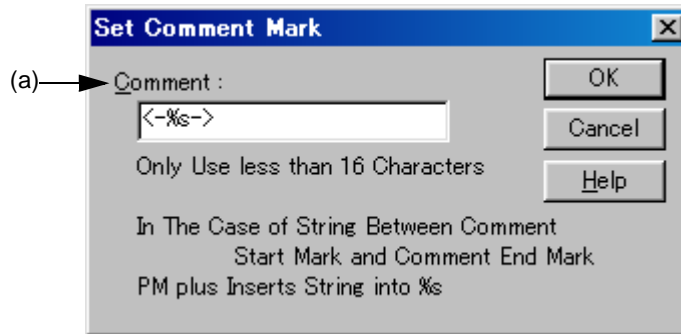 Set Comment Mark
(a)
Comment :
OK
<-%s->
Cancel
Only Use less than 16 Characters
Help
In The Case of String Between Comment
Start Mark and Comment End Mark
PM plus Inserts String into %s